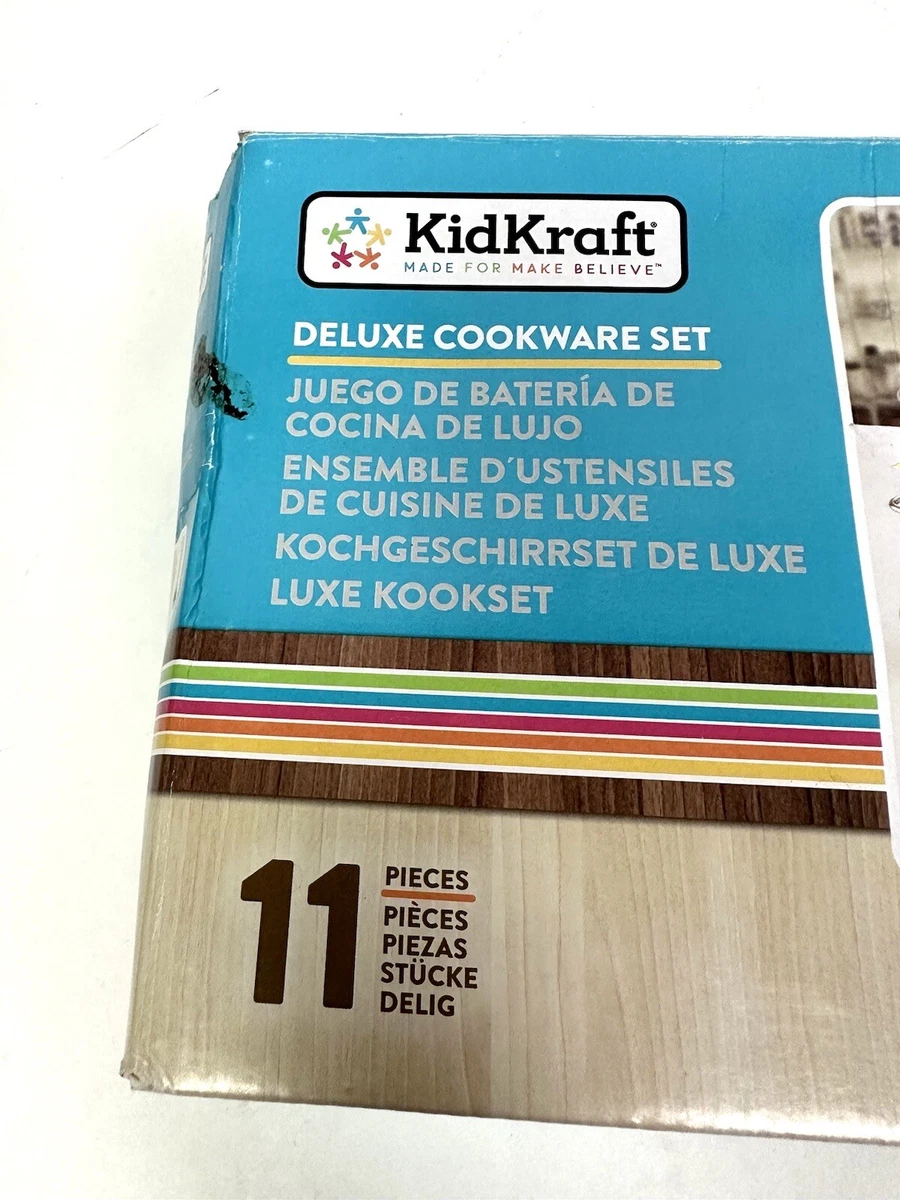 KidKraft®
MADE FOR MAKE BELIEVE™
DELUXE COOKWARE SET
JUEGO DE BATERÍA DE
COCINA DE LUJO
ENSEMBLE D'USTENSILES
DE CUISINE DE LUXE
KOCHGESCHIRRSET DE LUXE
LUXE KOOKSET
11
PIECES
PIÈCES
PIEZAS
STÜCKE
DELIG